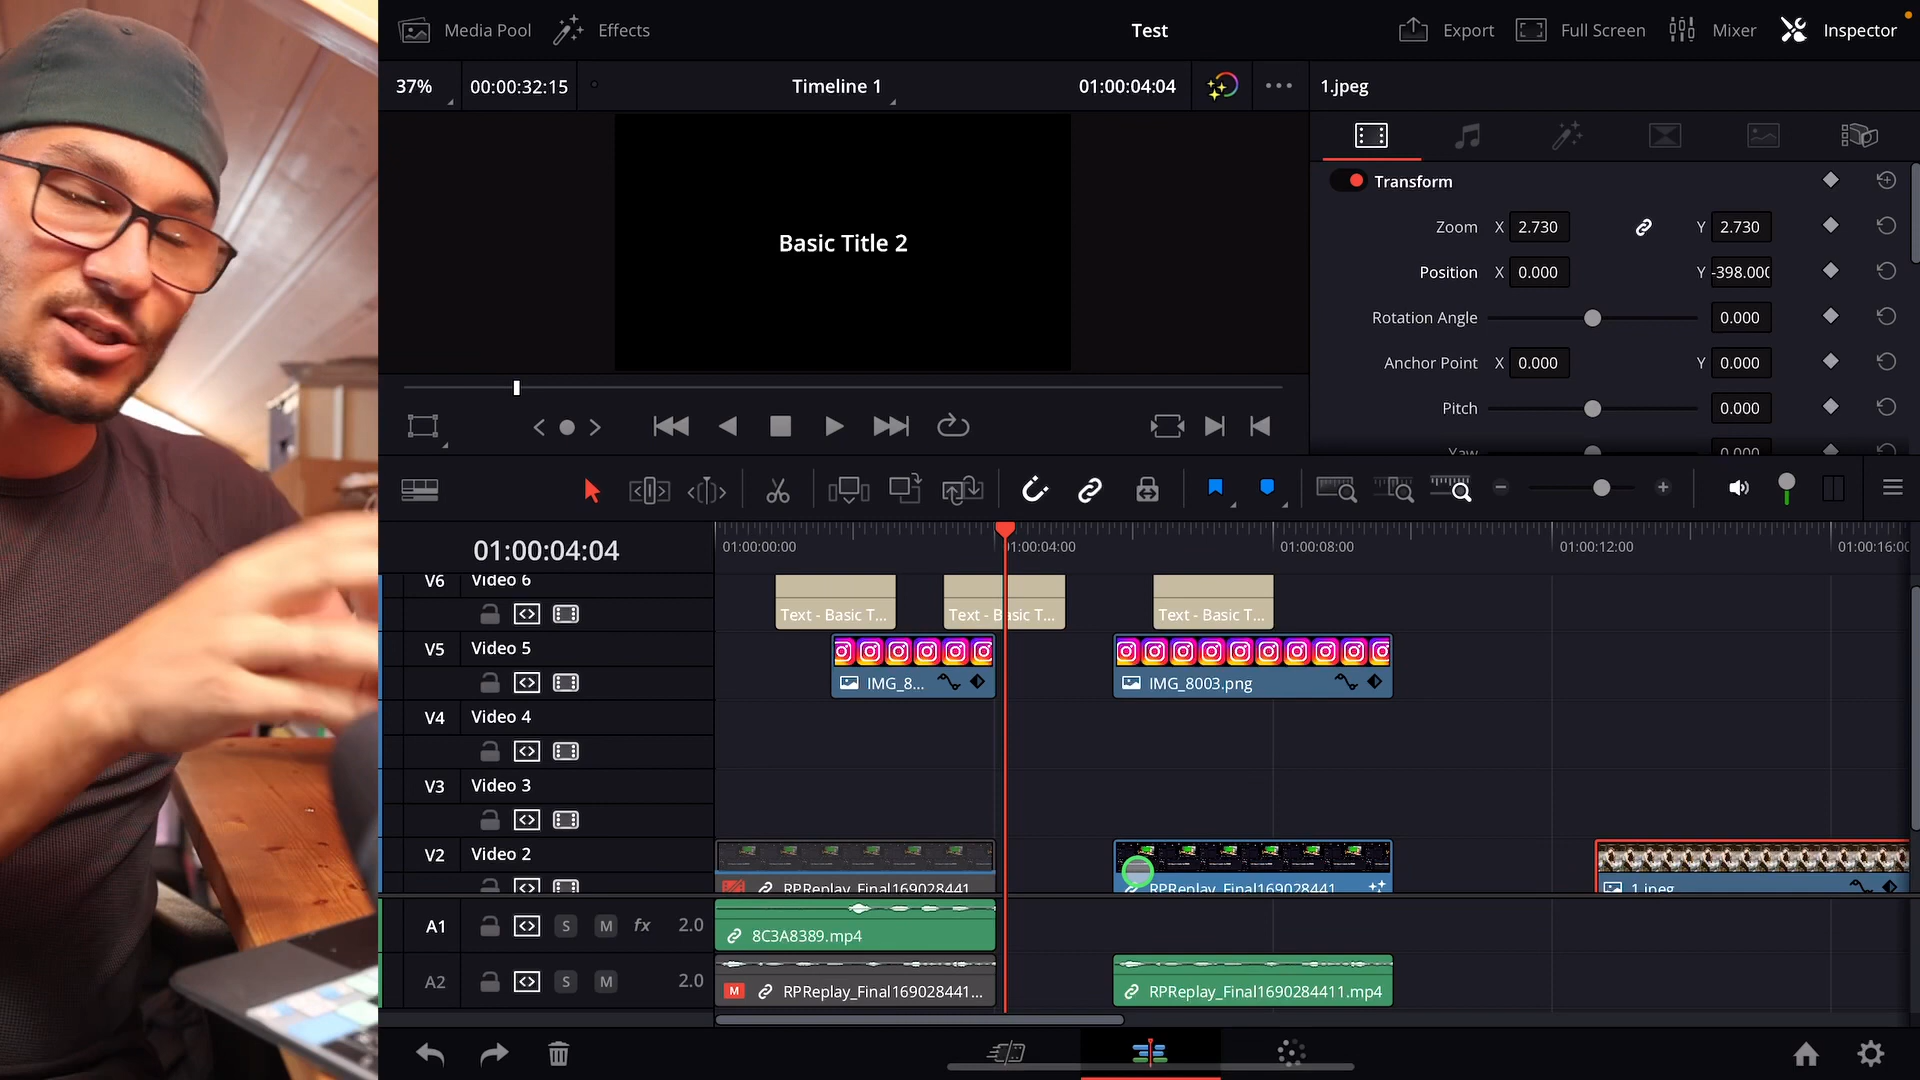 Media Pool Effects Test Export Full Screen Mixer Inspector
37% 00:00:32:15 Timeline 1 01:00:04:04 1.jpeg
Basic Title 2
Transform
Zoom X 2.730 Y 2.730
Position X 0.000 Y -398.000
Rotation Angle 0.000
Anchor Point X 0.000 Y 0.000
Pitch 0.000
Yaw 0.000
01:00:04:04 01:00:00:00 01:00:04:00 01:00:08:00 01:00:12:00 01:00:16:00
V6 Video 6
Text - Basic T... Text - Basic T... Text - Basic T...
V5 Video 5
IMG_8... IMG_8003.png
V4 Video 4
V3 Video 3
V2 Video 2
RPReplay_Final169028441 RPReplay_Final169028441 1.jpeg
A1 S M fx 2.0
8C3A8389.mp4
A2 S M 2.0
M RPReplay_Final1690284411... RPReplay_Final1690284411.mp4